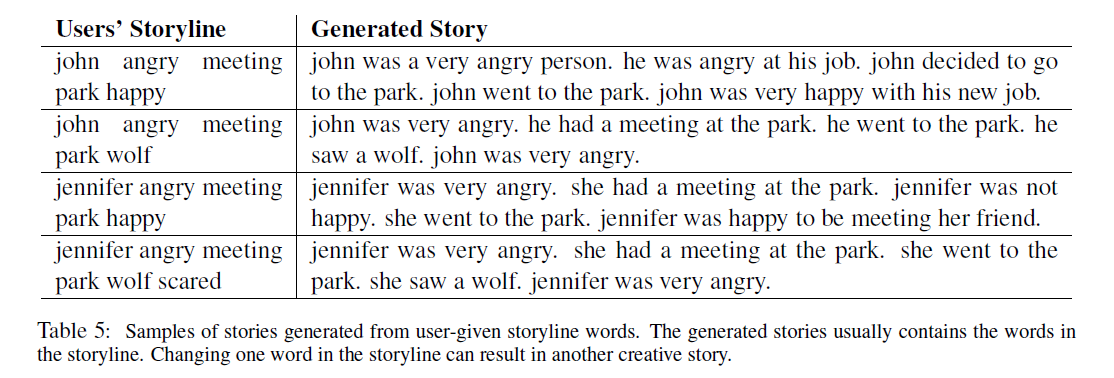 Users' Storyline Generated Story
john angry meeting john was a very angry person. he was angry at his job. john decided to go
park happy to the park. john went to the park. john was very happy with his new job.
john angry meeting john was very angry. he had a meeting at the park. he went to the park. he
park wolf saw a wolf. john was very angry.
jennifer angry meeting jennifer was very angry. she had a meeting at the park. jennifer was not
park happy happy. she went to the park. jennifer was happy to be meeting her friend.
jennifer angry meeting jennifer was very angry. she had a meeting at the park. she went to the
park wolf scared park. she saw a wolf. jennifer was very angry.
Table 5: Samples of stories generated from user-given storyline words. The generated stories usually contains the words in
the storyline. Changing one word in the storyline can result in another creative story.